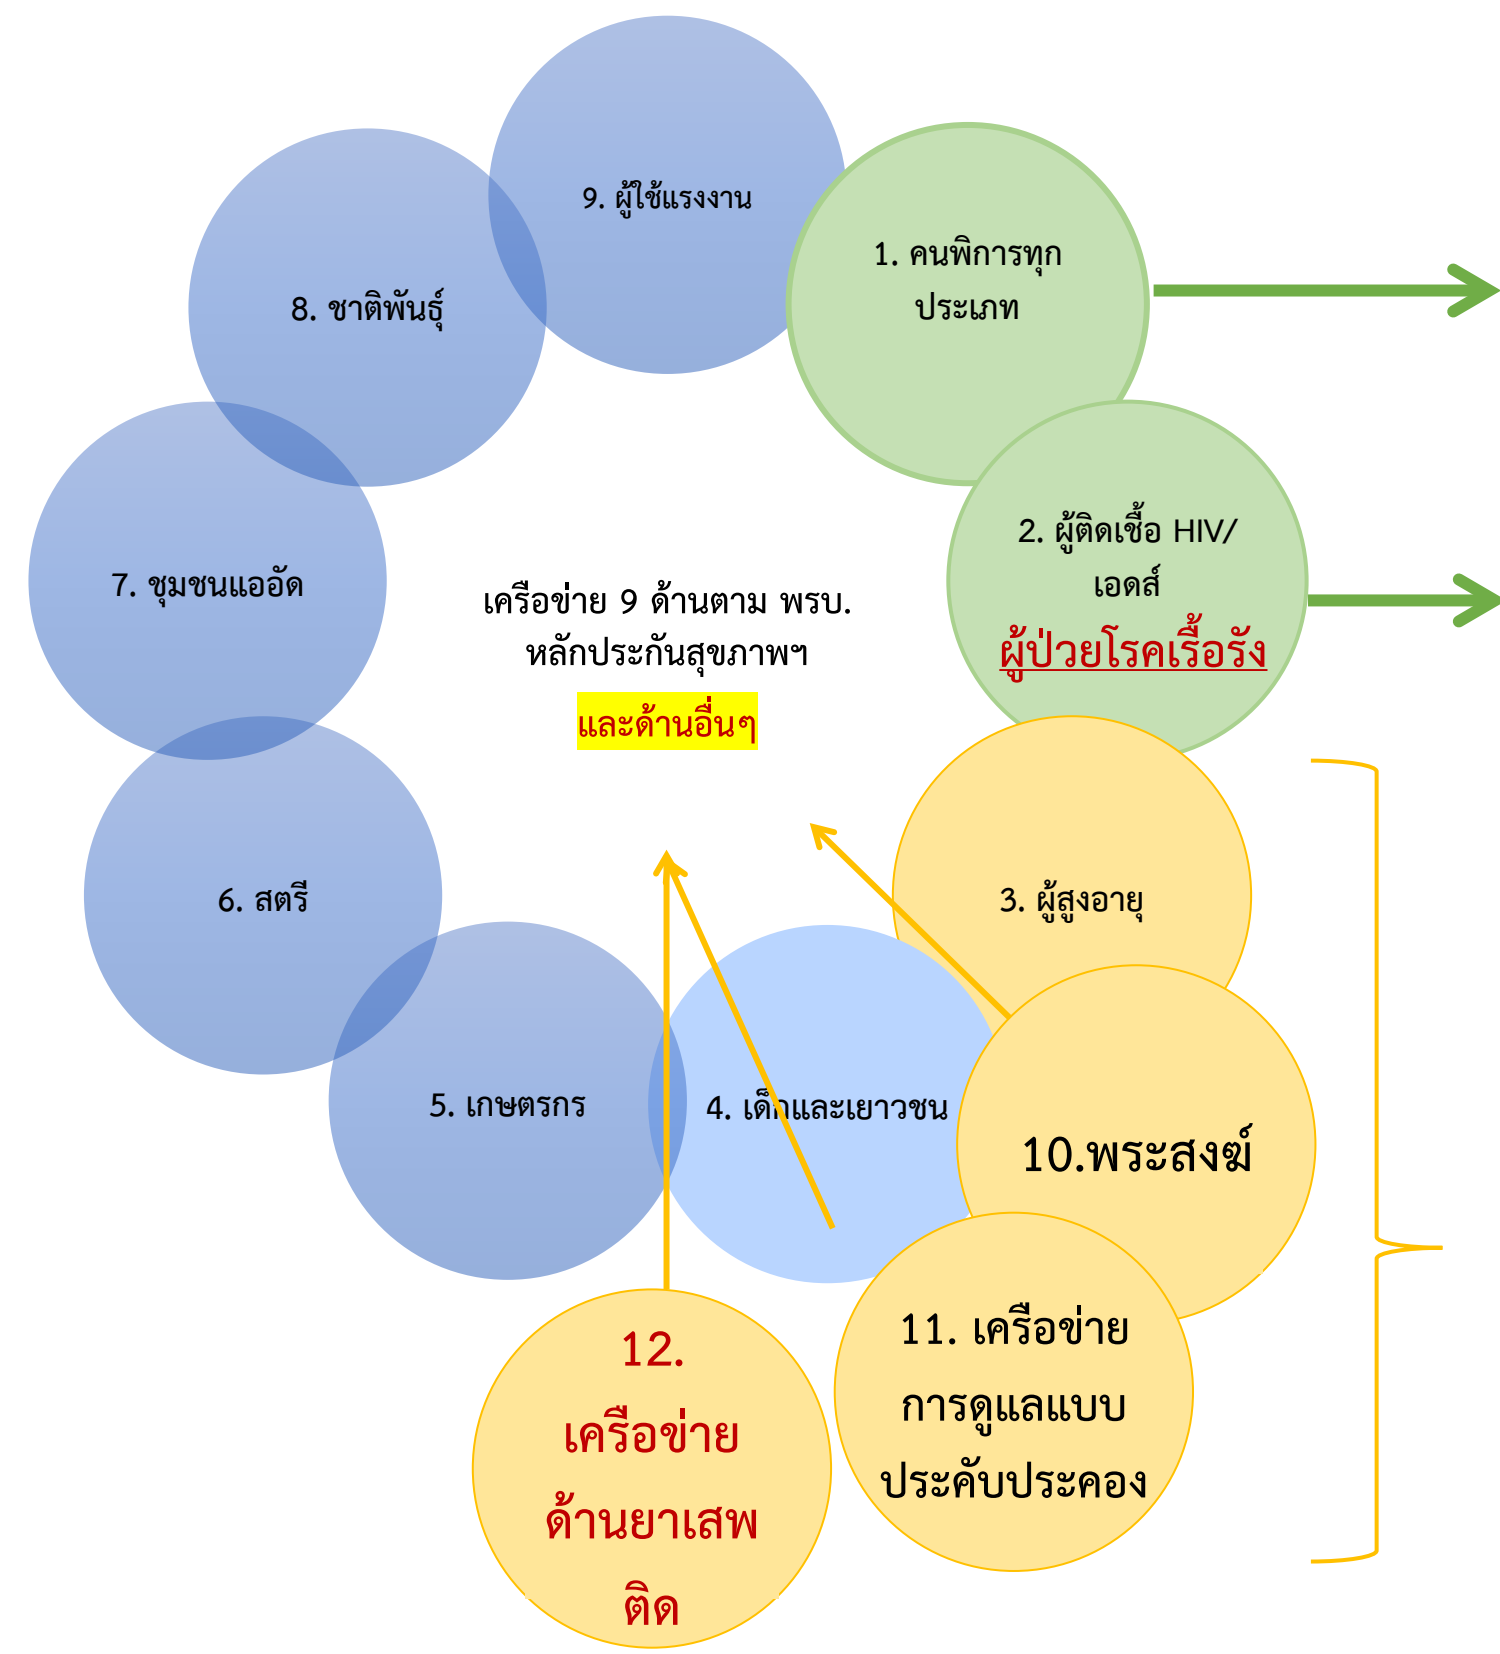 9. ผู้ใช้แรงงาน
1. คนพิการทุก
ประเภท
8. ชาติพันธุ์
2. ผู้ติดเชื้อ HIV/
เอดส์
ผู้ป่วยโรคเรื้อรัง
7. ชุมชนแออัด
เครือข่าย 9 ด้านตาม พรบ.
หลักประกันสุขภาพฯ
และด้านอื่นๆ
6. สตรี
3. ผู้สูงอายุ
5. เกษตรกร
4. เด็กและเยาวชน
10.พระสงฆ์
11. เครือข่าย
การดูแลแบบ
ประคับประคอง
12.
เครือข่าย
ด้านยาเสพ
ติด